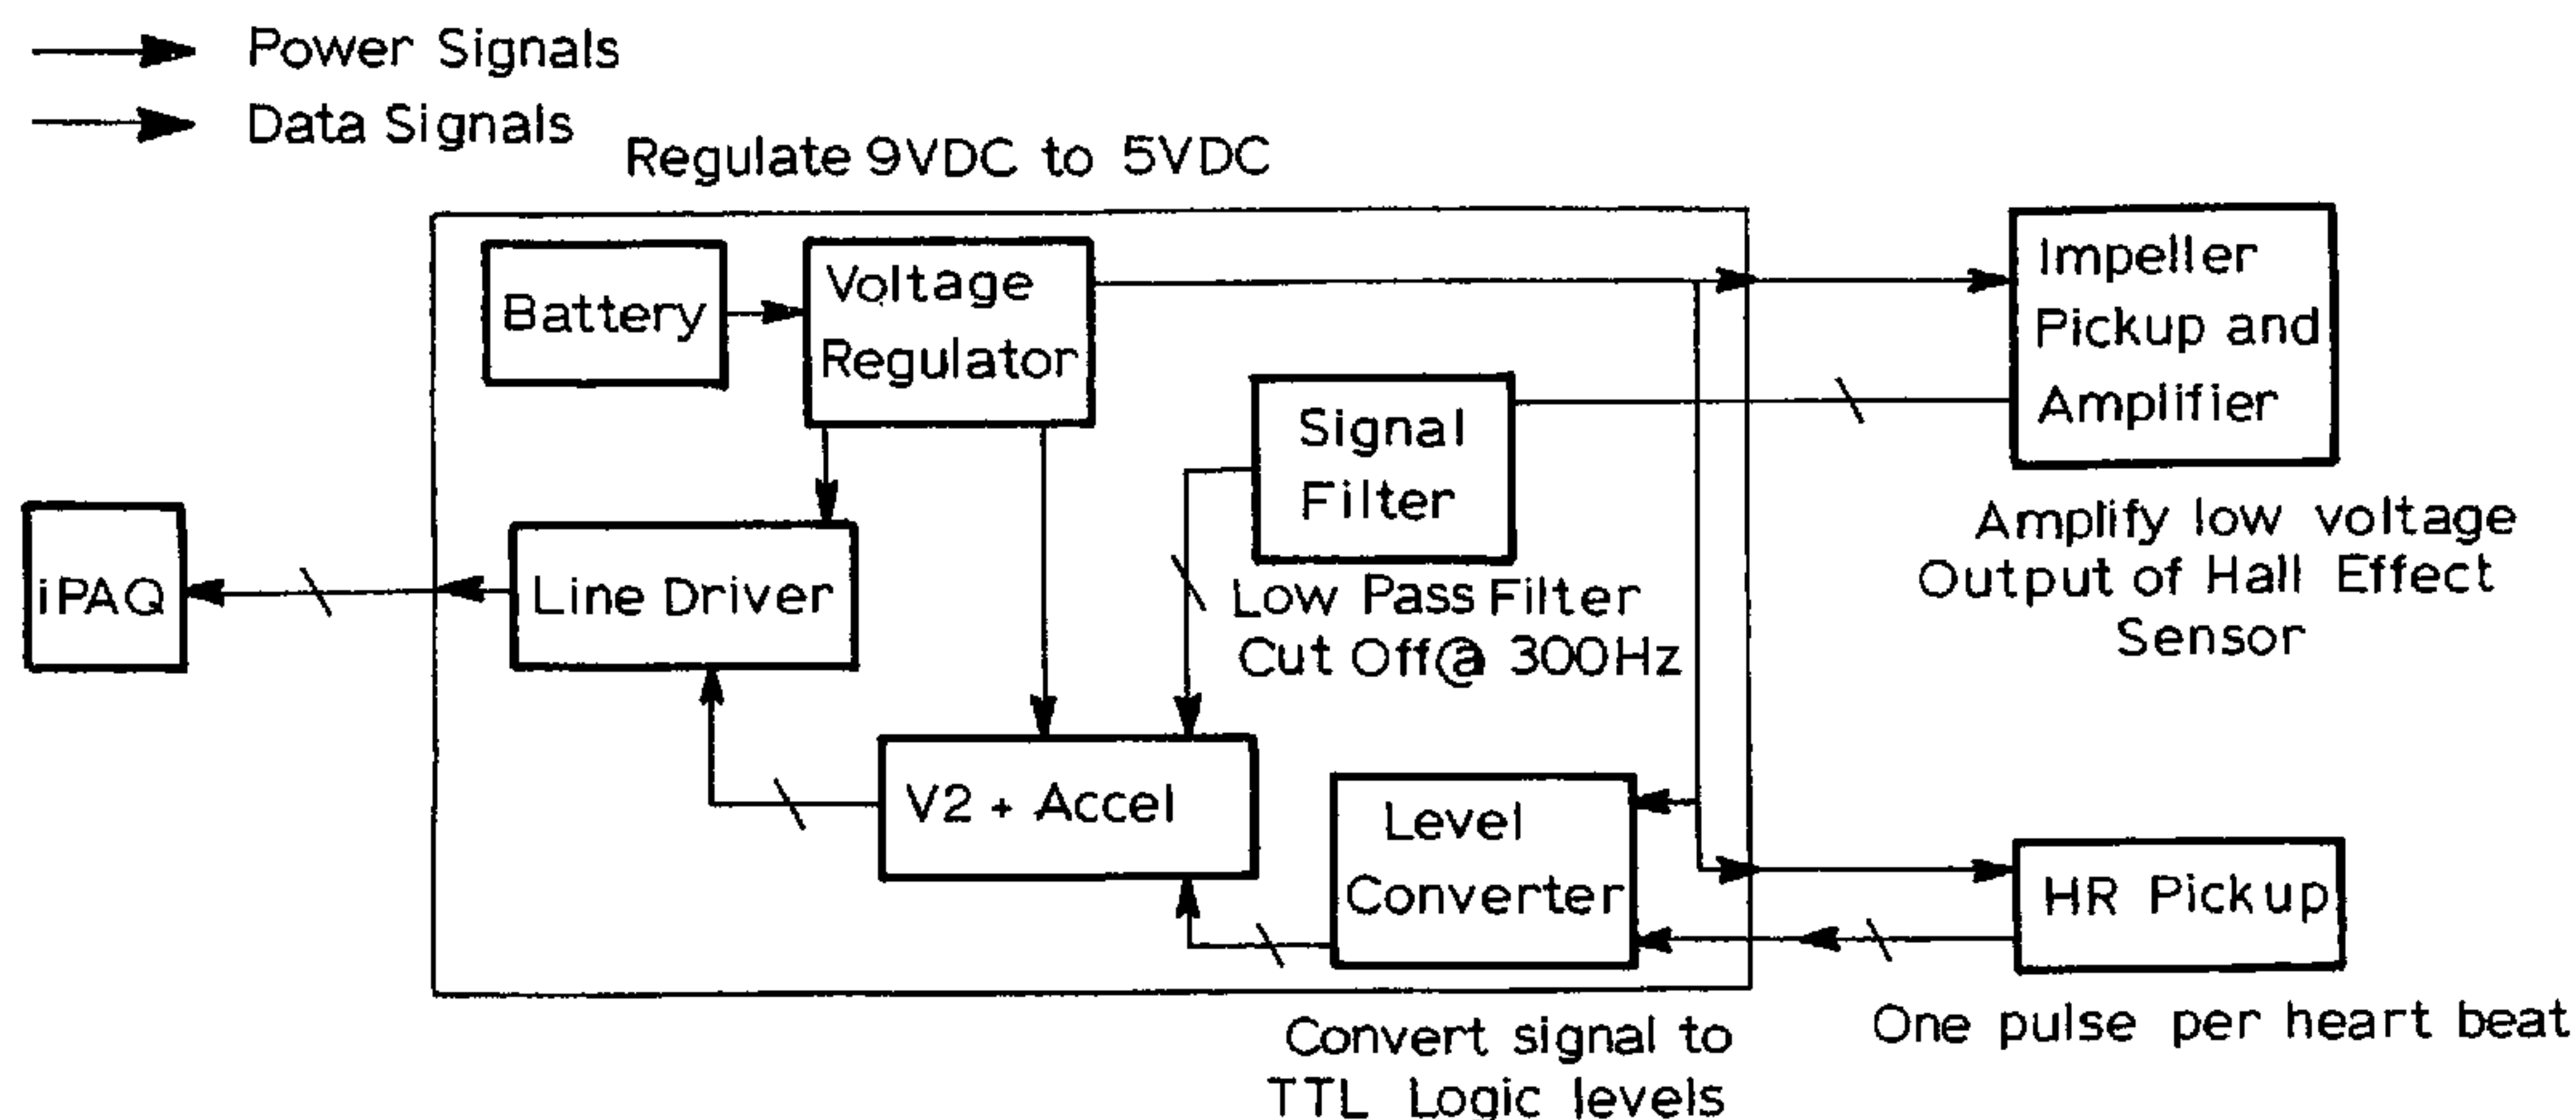 Power Signals
Data Signals
Regulate 9VDC to 5VDC
Battery
Voltage
Regulator
Impeller
Pickup and
Amplifier
Signal
Filter
Amplify low voltage
Output of Hall Effect
Sensor
iPAQ
Line Driver
Low Pass Filter
Cut Off@ 300Hz
V2 + Accel
Level
Converter
HR Pickup
One pulse per heart beat
Convert signal to
TTL Logic levels